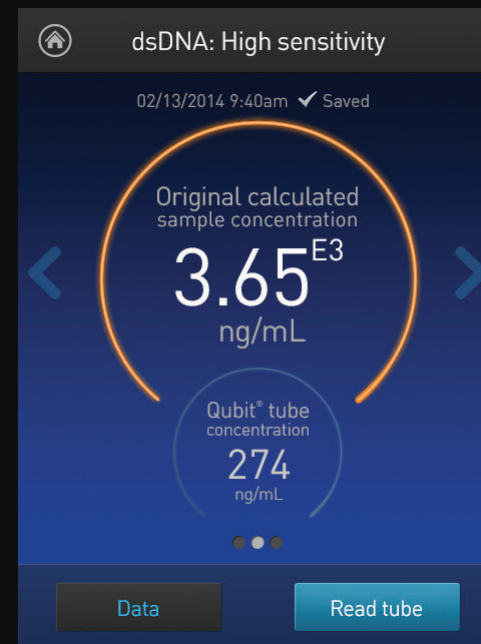 dsDNA: High sensitivity
02/13/2014 9:40am ✓ Saved
Original calculated
sample concentration
3.65E3
ng/mL
Qubit® tube
concentration
274
ng/mL
Data
Read tube